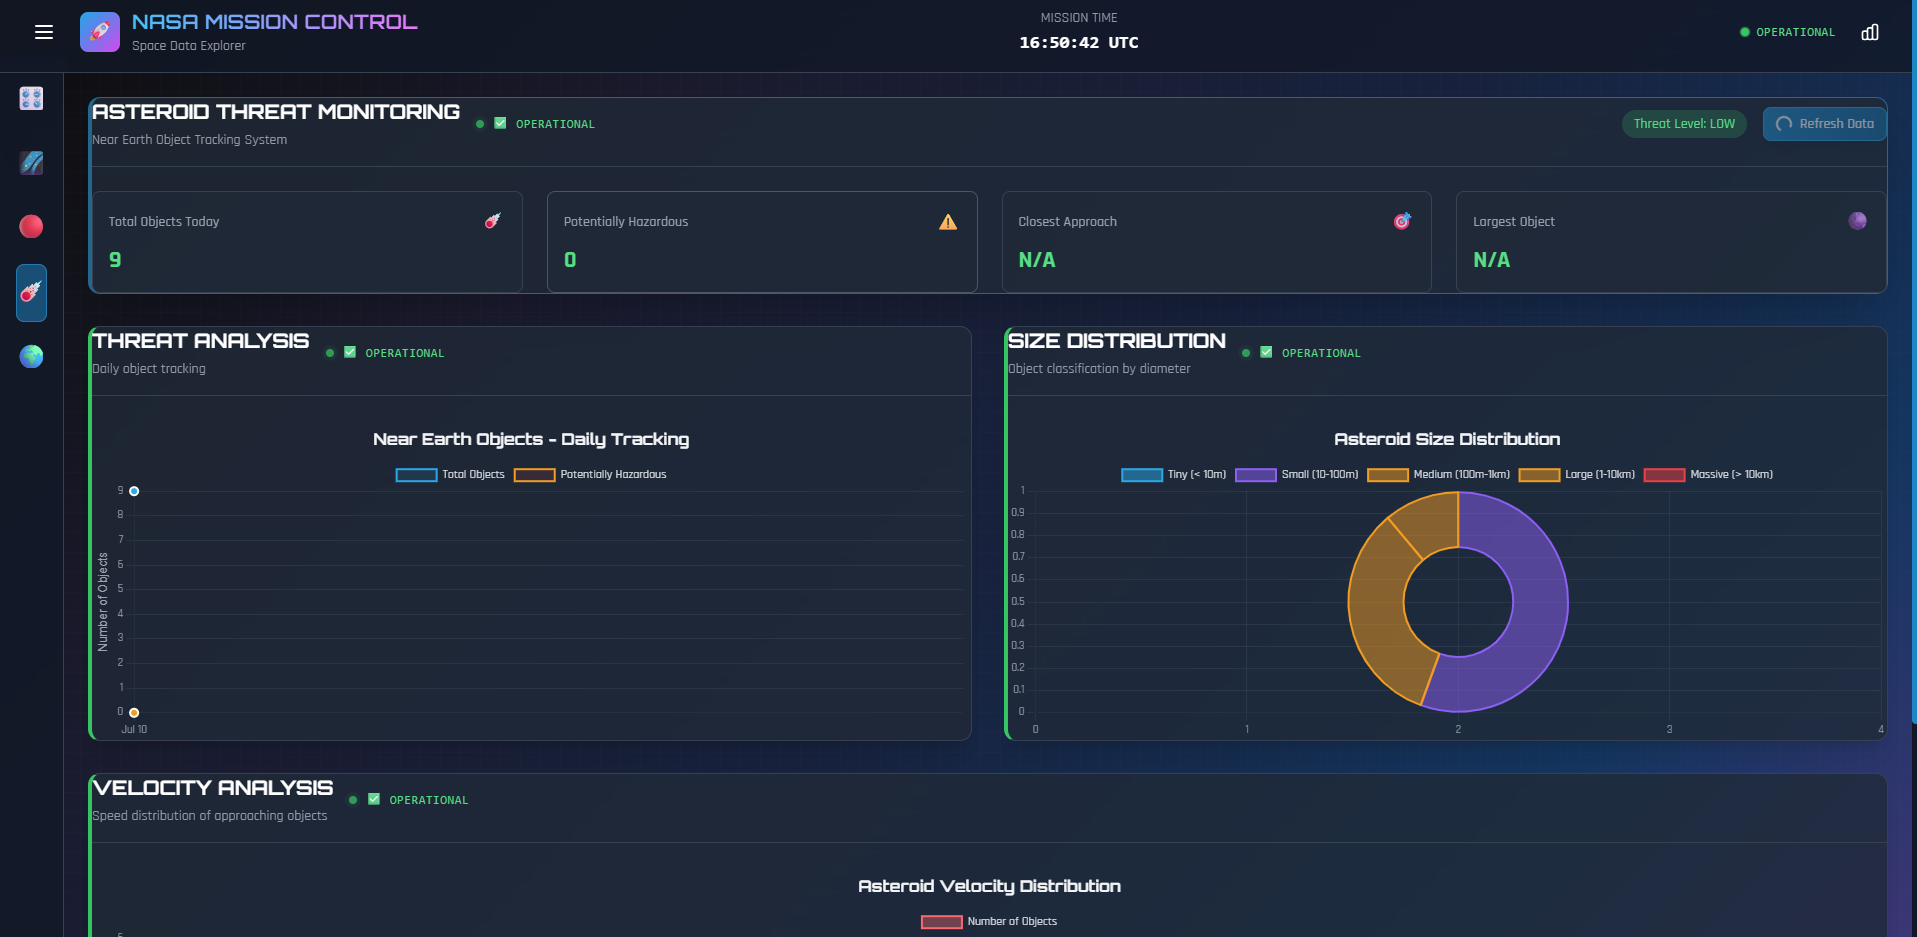 NASA MISSION CONTROL
Space Data Explorer
MISSION TIME
16:50:42 UTC
OPERATIONAL
ASTEROID THREAT MONITORING
OPERATIONAL
Near Earth Object Tracking System
Threat Level: LOW
Refresh Data
Total Objects Today
9
Potentially Hazardous
0
Closest Approach
N/A
Largest Object
N/A
THREAT ANALYSIS
OPERATIONAL
Daily object tracking
Near Earth Objects - Daily Tracking
Total Objects
Potentially Hazardous
Number of Objects
9
8
7
6
5
4
3
2
1
0
Jul 10
SIZE DISTRIBUTION
OPERATIONAL
Object classification by diameter
Asteroid Size Distribution
Tiny (< 10m)
Small (10-100m)
Medium (100m-1km)
Large (1-10km)
Massive (> 10km)
1
0.9
0.8
0.7
0.6
0.5
0.4
0.3
0.2
0.1
0
0 1 2 3 4
VELOCITY ANALYSIS
OPERATIONAL
Speed distribution of approaching objects
Asteroid Velocity Distribution
Number of Objects